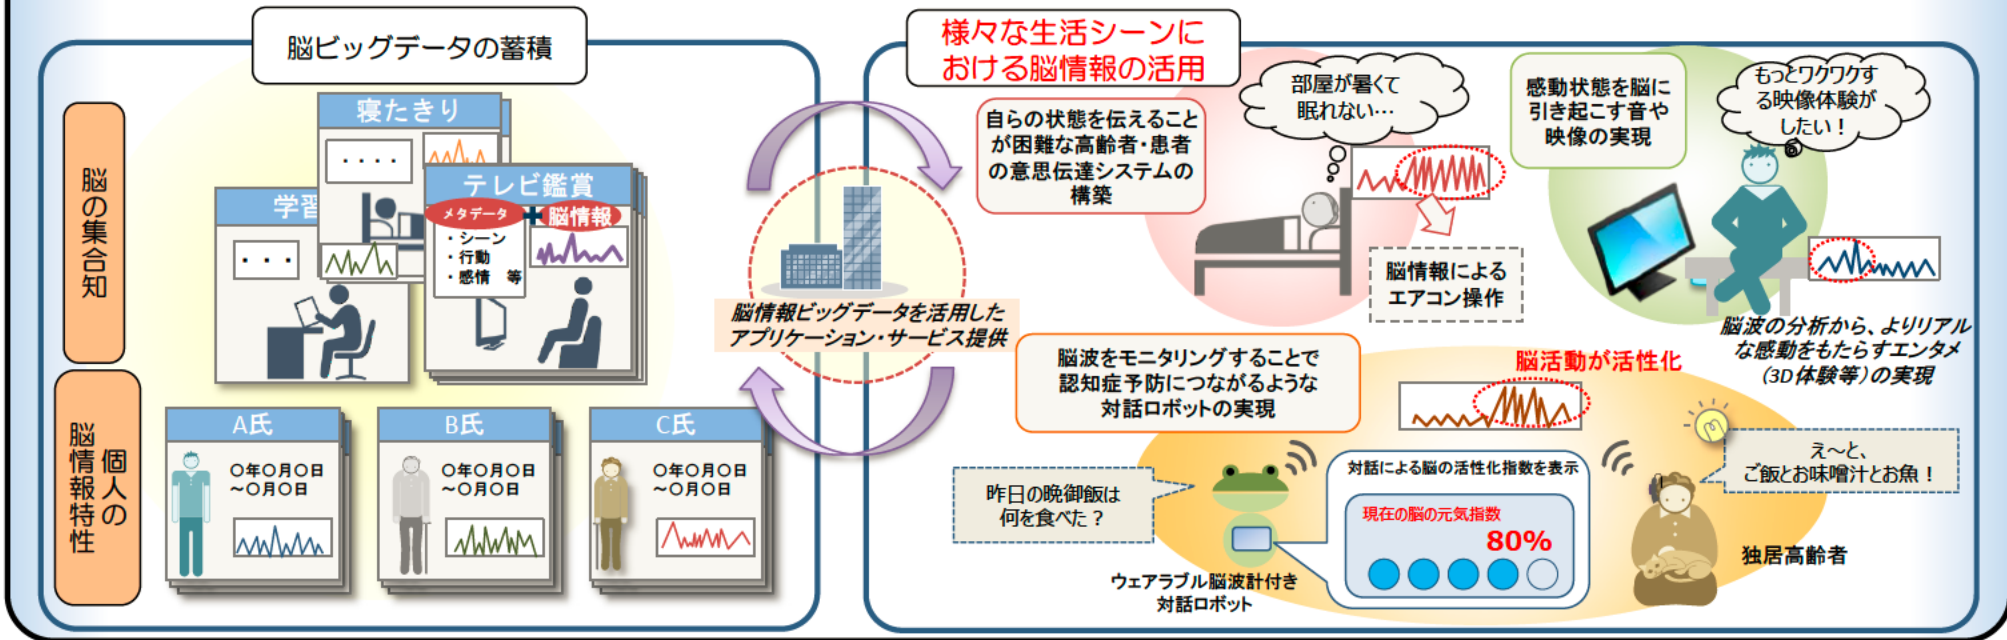 脳ビッグデータの蓄積
脳の集合知
寝たきり
・・・・
学習
・・・
テレビ鑑賞
メタデータ
+
脳情報
・シーン
・行動
・感情 等
個人の
脳情報特性
A氏
〇年〇月〇日
～〇月〇日
B氏
〇年〇月〇日
～〇月〇日
C氏
〇年〇月〇日
～〇月〇日
脳情報ビッグデータを活用した
アプリケーション・サービス提供
様々な生活シーンに
おける脳情報の活用
自らの状態を伝えること
が困難な高齢者・患者
の意思伝達システムの
構築
部屋が暑くて
眠れない…
脳情報による
エアコン操作
感動状態を脳に
引き起こす音や
映像の実現
もっとワクワクす
る映像体験が
したい！
脳波の分析から、よりリアル
な感動をもたらすエンタメ
（3D体験等）の実現
脳波をモニタリングすることで
認知症予防につながるような
対話ロボットの実現
脳活動が活性化
昨日の晩御飯は
何を食べた？
ウェアラブル脳波計付き
対話ロボット
対話による脳の活性化指数を表示
現在の脳の元気指数
80%
え～と、
ご飯とお味噌汁とお魚！
独居高齢者